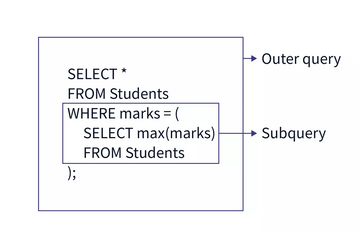 SELECT *
FROM Students
WHERE marks = (
SELECT max(marks)
FROM Students
);
Outer query
Subquery